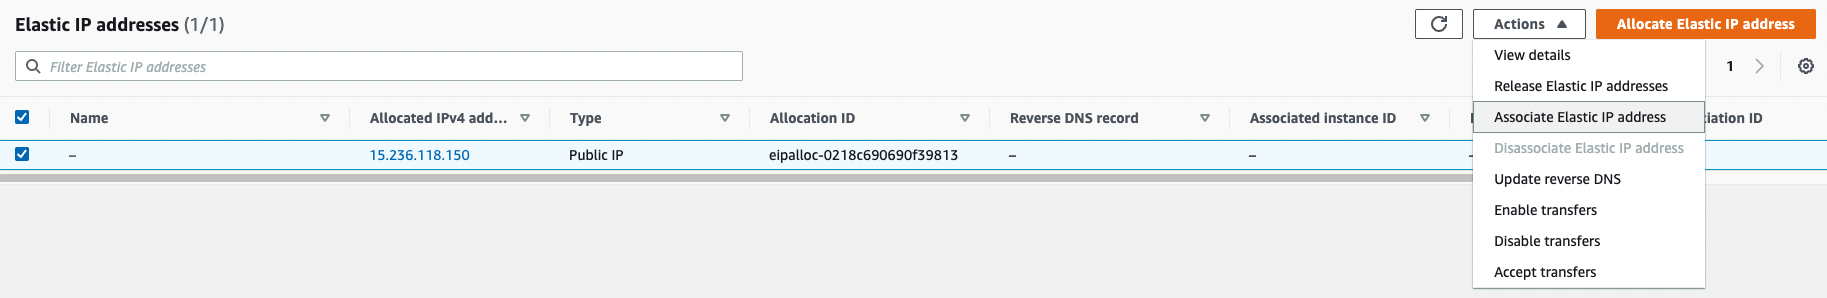 Elastic IP addresses (1/1)
Actions
Allocate Elastic IP address
Filter Elastic IP addresses
1
View details
Release Elastic IP addresses
Associate Elastic IP address
Disassociate Elastic IP address
Update reverse DNS
Enable transfers
Disable transfers
Accept transfers
Name Allocated IPv4 add... Type Allocation ID Reverse DNS record Associated instance ID ID
– 15.236.118.150 Public IP eipalloc-0218c690690f39813 – – –